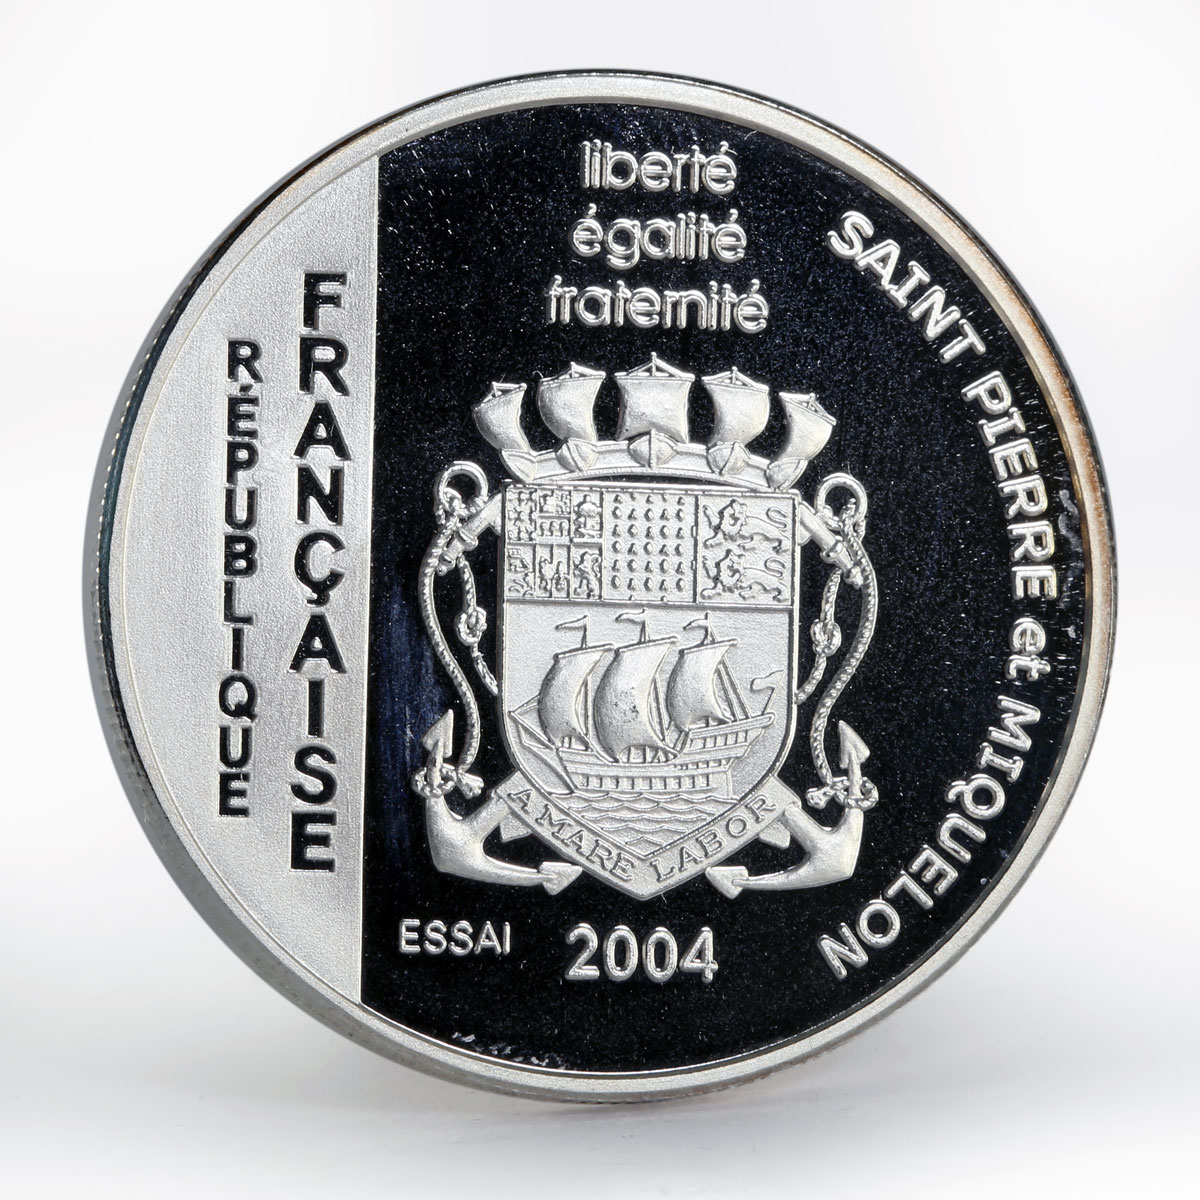 liberté
égalité
fraternité
RÉPUBLIQUE
FRANÇAISE
SAINT PIERRE et MIQUELON
A MARE LABOR
ESSAI
2004